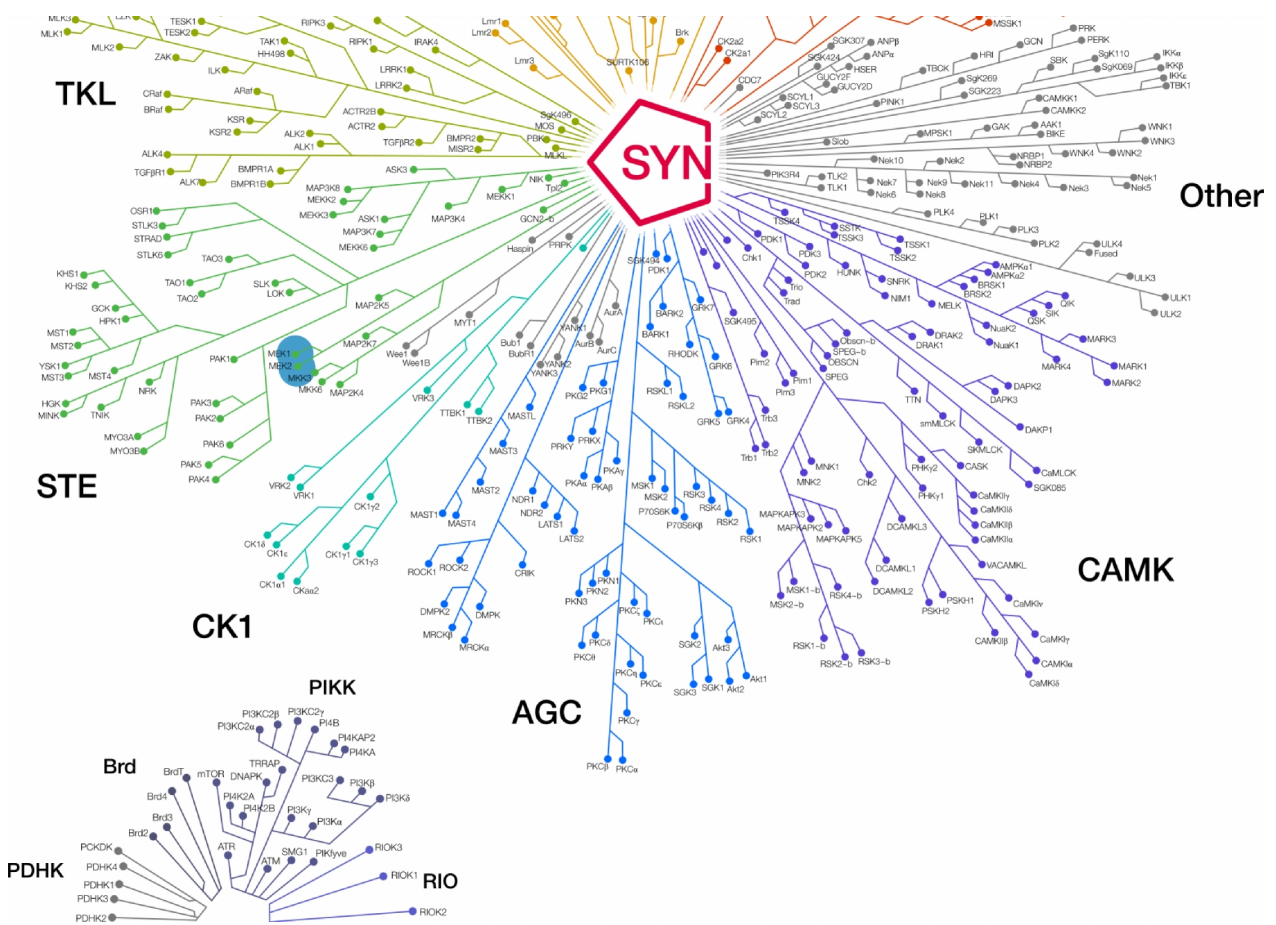 MLK3
MLK1
MLK2
TESK1
TESK2
RIPK3
TAK1
HH498
RIPK1
IRAK4
Lmr1
Lmr2
Lmr3
SURTK106
Brk
CK2a2
CK2a1
CDC7
SGK307
ANPβ
SGK424
ANPα
HSER
GUCY2F
GUCY2D
SCYL1
SCYL3
SCYL2
MSSK1
PRK
PERK
GCN
HRI
TBCK
SBK
SgK110
SgK069
IKKα
IKKβ
IKKε
TBK1
SgK269
SGK223
PINK1
CAMKK1
CAMKK2
ZAK
ILK
LRRK1
LRRK2
TKL
CRaf
BRaf
ARaf
KSR
KSR2
ACTR2B
ACTR2
ALK2
ALK1
TGFβR2
BMPR2
MISR2
SgK496
MOS
PBK
MLKL
SYN
Slob
MPSK1
GAK
AAK1
BIKE
WNK1
WNK3
NRBP1
NRBP2
WNK4
WNK2
ALK4
TGFβR1
ALK7
BMPR1A
BMPR1B
ASK3
MAP3K8
MEKK2
MEKK3
ASK1
MAP3K7
MEKK6
MAP3K4
MEKK1
NIK
Tpl2
GCN2-b
Haspin
PRPK
Nek10
Nek2
PIK3R4
TLK2
TLK1
Nek7
Nek6
Nek9
Nek8
Nek11
Nek4
Nek3
Nek1
Nek5
Other
PLK4
PLK1
PLK3
PLK2
ULK4
Fused
ULK3
ULK1
ULK2
OSR1
STLK3
STRAD
STLK6
TAO3
TAO1
TAO2
SLK
LOK
KHS1
KHS2
GCK
HPK1
MST1
MST2
YSK1
MST3
MST4
HGK
MINK
TNIK
NRK
MYO3A
MYO3B
PAK1
PAK3
PAK2
PAK6
PAK5
PAK4
MEK1
MEK2
MKK3
MKK6
MAP2K4
MAP2K7
MAP2K5
STE
Wee1
Wee1B
MYT1
Bub1
BubR1
YANK1
YANK2
YANK3
AurA
AurB
AurC
VRK3
TTBK1
TTBK2
VRK2
VRK1
CK1γ2
CK1δ
CK1ε
CK1γ1
CK1γ3
CK1α1
CKaα2
CK1
SGK494
PDK1
BARK2
BARK1
GRK7
RHODK
GRK6
GRK5
GRK4
RSKL1
RSKL2
PKG2
PKG1
PRKY
PRKX
PKAγ
PKAα
PKAβ
MASTL
MAST3
MAST2
MAST1
MAST4
NDR1
NDR2
LATS1
LATS2
ROCK1
ROCK2
CRIK
DMPK2
DMPK
MRCKβ
MRCKα
MSK1
MSK2
P70S6K
P70S6Kβ
RSK3
RSK4
RSK2
RSK1
PKN1
PKN2
PKN3
PKCζ
PKCι
PKCδ
PKCθ
PKCη
PKCε
PKCγ
PKCβ
PKCα
SGK2
SGK3
SGK1
Akt3
Akt2
Akt1
AGC
TSSK4
SSTK
TSSK3
TSSK1
TSSK2
PDK1
Chk1
PDK3
PDK2
HUNK
SNRK
NIM1
Trio
Trad
SGK495
AMPKα1
AMPKα2
BRSK1
BRSK2
MELK
NuaK2
NuaK1
QIK
SIK
QSK
MARK3
MARK4
MARK1
MARK2
Obscn-b
SPEG-b
OBSCN
SPEG
DRAK2
DRAK1
Pim2
Pim1
Pim3
Trb3
Trb1
Trb2
DAPK2
DAPK3
DAKP1
TTN
smMLCK
SKMLCK
CaMLCK
SGK085
MNK1
MNK2
Chk2
PHKγ2
PHKγ1
CASK
CaMKIIγ
CaMKIIδ
CaMKIIβ
CaMKIIα
MAPKAPK3
MAPKAPK2
MAPKAPK5
DCAMKL3
DCAMKL1
DCAMKL2
VACAMKL
PSKH1
PSKH2
MSK1-b
MSK2-b
RSK4-b
RSK1-b
RSK2-b
RSK3-b
CaMKIv
CAMKIIβ
CaMKIγ
CAMKIα
CaMKIδ
CAMK
PIKK
PI3KC2β
PI3KC2γ
PI3KC2α
PI4B
PI4KAP2
PI4KA
TRRAP
DNAPK
mTOR
PI3KC3
PI3Kβ
PI3Kδ
PI4K2A
PI4K2B
PI3Kγ
PI3Kα
ATR
ATM
SMG1
PIKfyve
Brd
BrdT
Brd4
Brd3
Brd2
PDHK
PCKDK
PDHK4
PDHK1
PDHK3
PDHK2
RIO
RIOK3
RIOK1
RIOK2